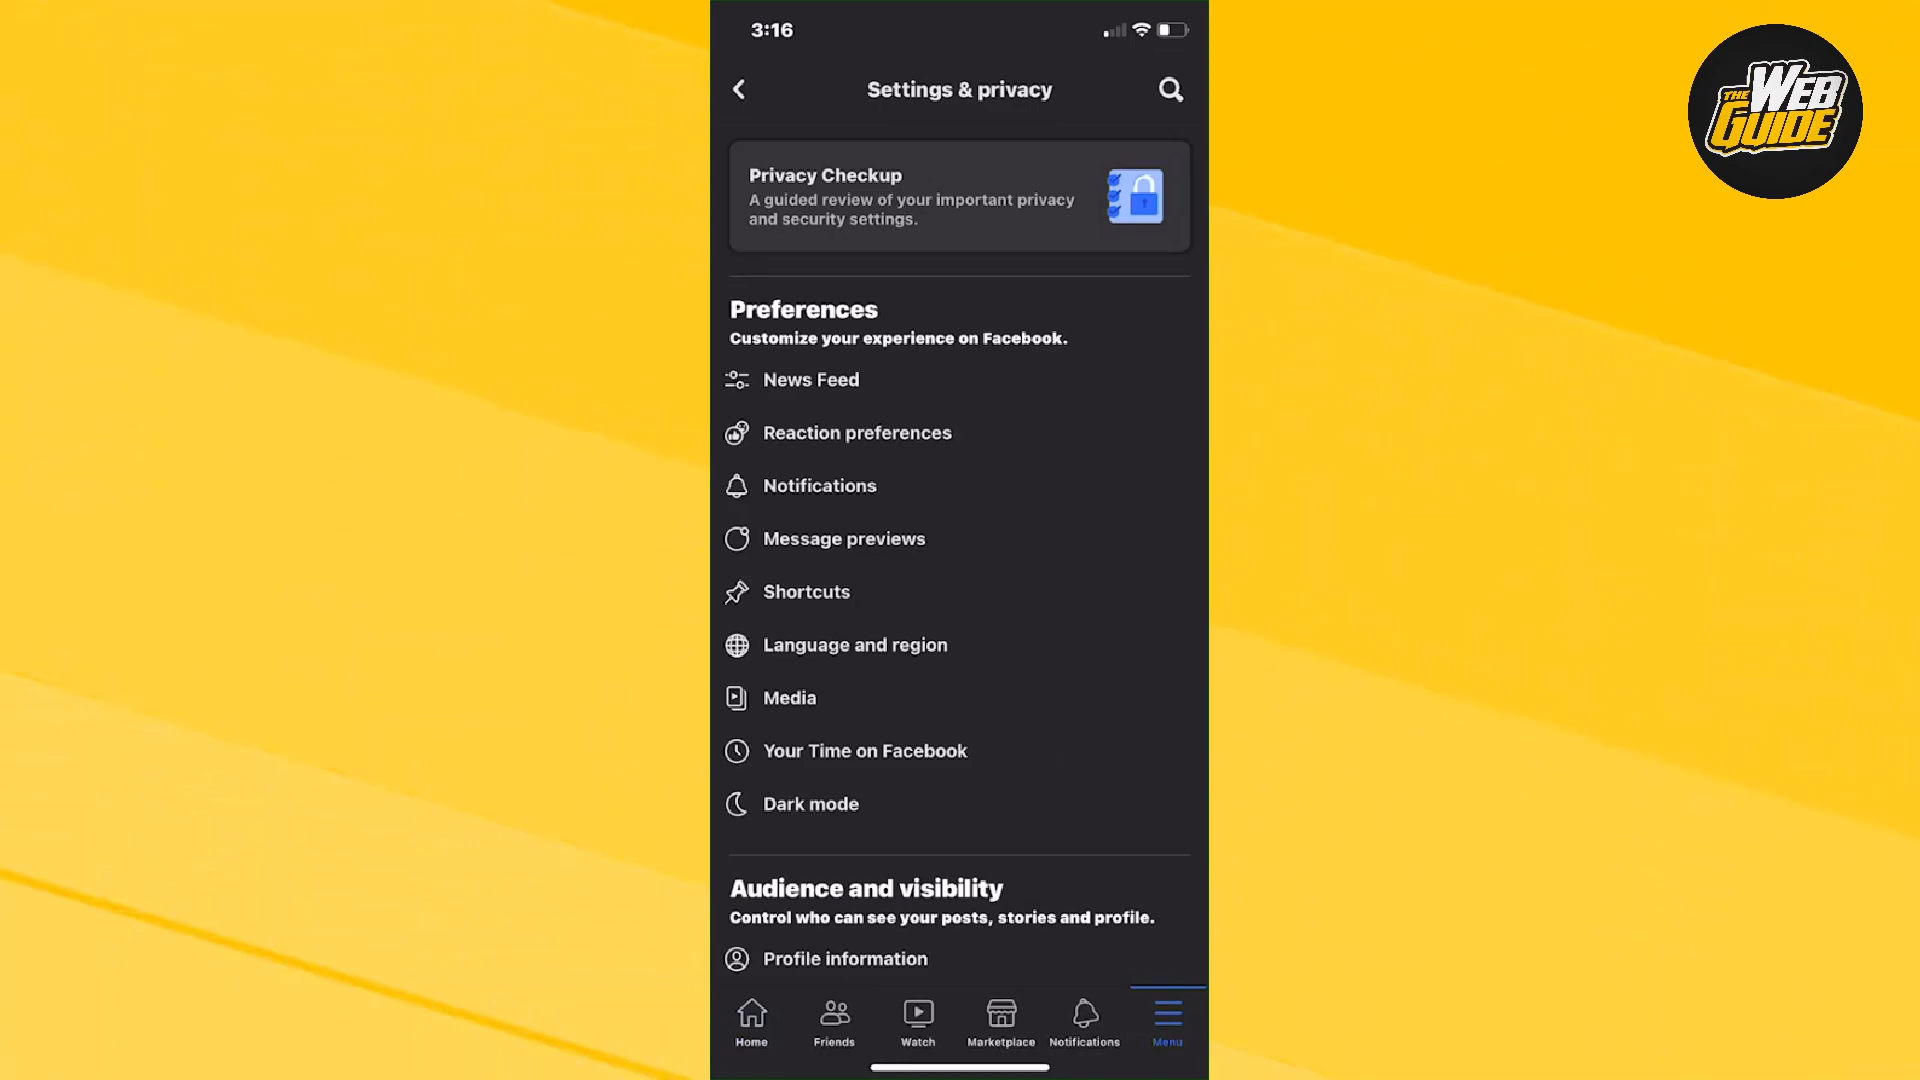 3:16
Settings & privacy
THE WEB
GUIDE
Privacy Checkup
A guided review of your important privacy
and security settings.
Preferences
Customize your experience on Facebook.
News Feed
Reaction preferences
Notifications
Message previews
Shortcuts
Language and region
Media
Your Time on Facebook
Dark mode
Audience and visibility
Control who can see your posts, stories and profile.
Profile information
Home Friends Watch Marketplace Notifications Menu